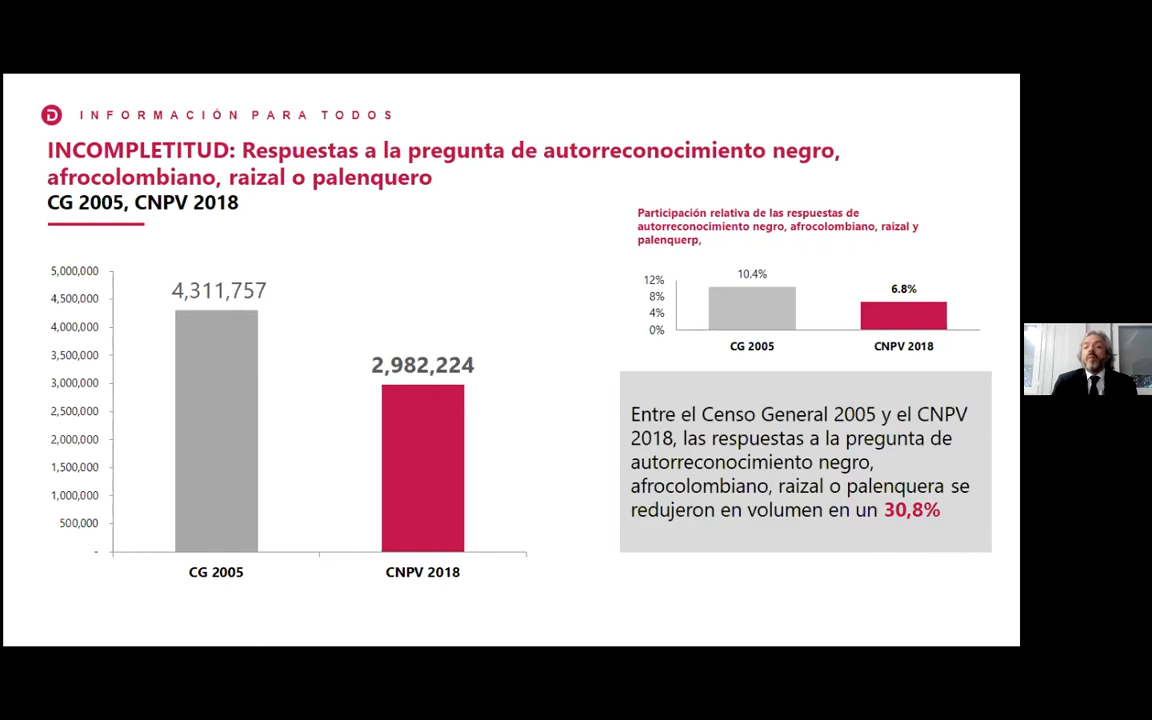 INFORMACIÓN PARA TODOS
INCOMPLETITUD: Respuestas a la pregunta de autorreconocimiento negro,
afrocolombiano, raizal o palenquero
CG 2005, CNPV 2018
5,000,000
4,500,000
4,000,000
3,500,000
3,000,000
2,500,000
2,000,000
1,500,000
1,000,000
500,000
-
4,311,757
2,982,224
CG 2005
CNPV 2018
Participación relativa de las respuestas de
autorreconocimiento negro, afrocolombiano, raizal y
palenquerp,
12%
8%
4%
0%
10.4%
6.8%
CG 2005
CNPV 2018
Entre el Censo General 2005 y el CNPV
2018, las respuestas a la pregunta de
autorreconocimiento negro,
afrocolombiano, raizal o palenquera se
redujeron en volumen en un 30,8%